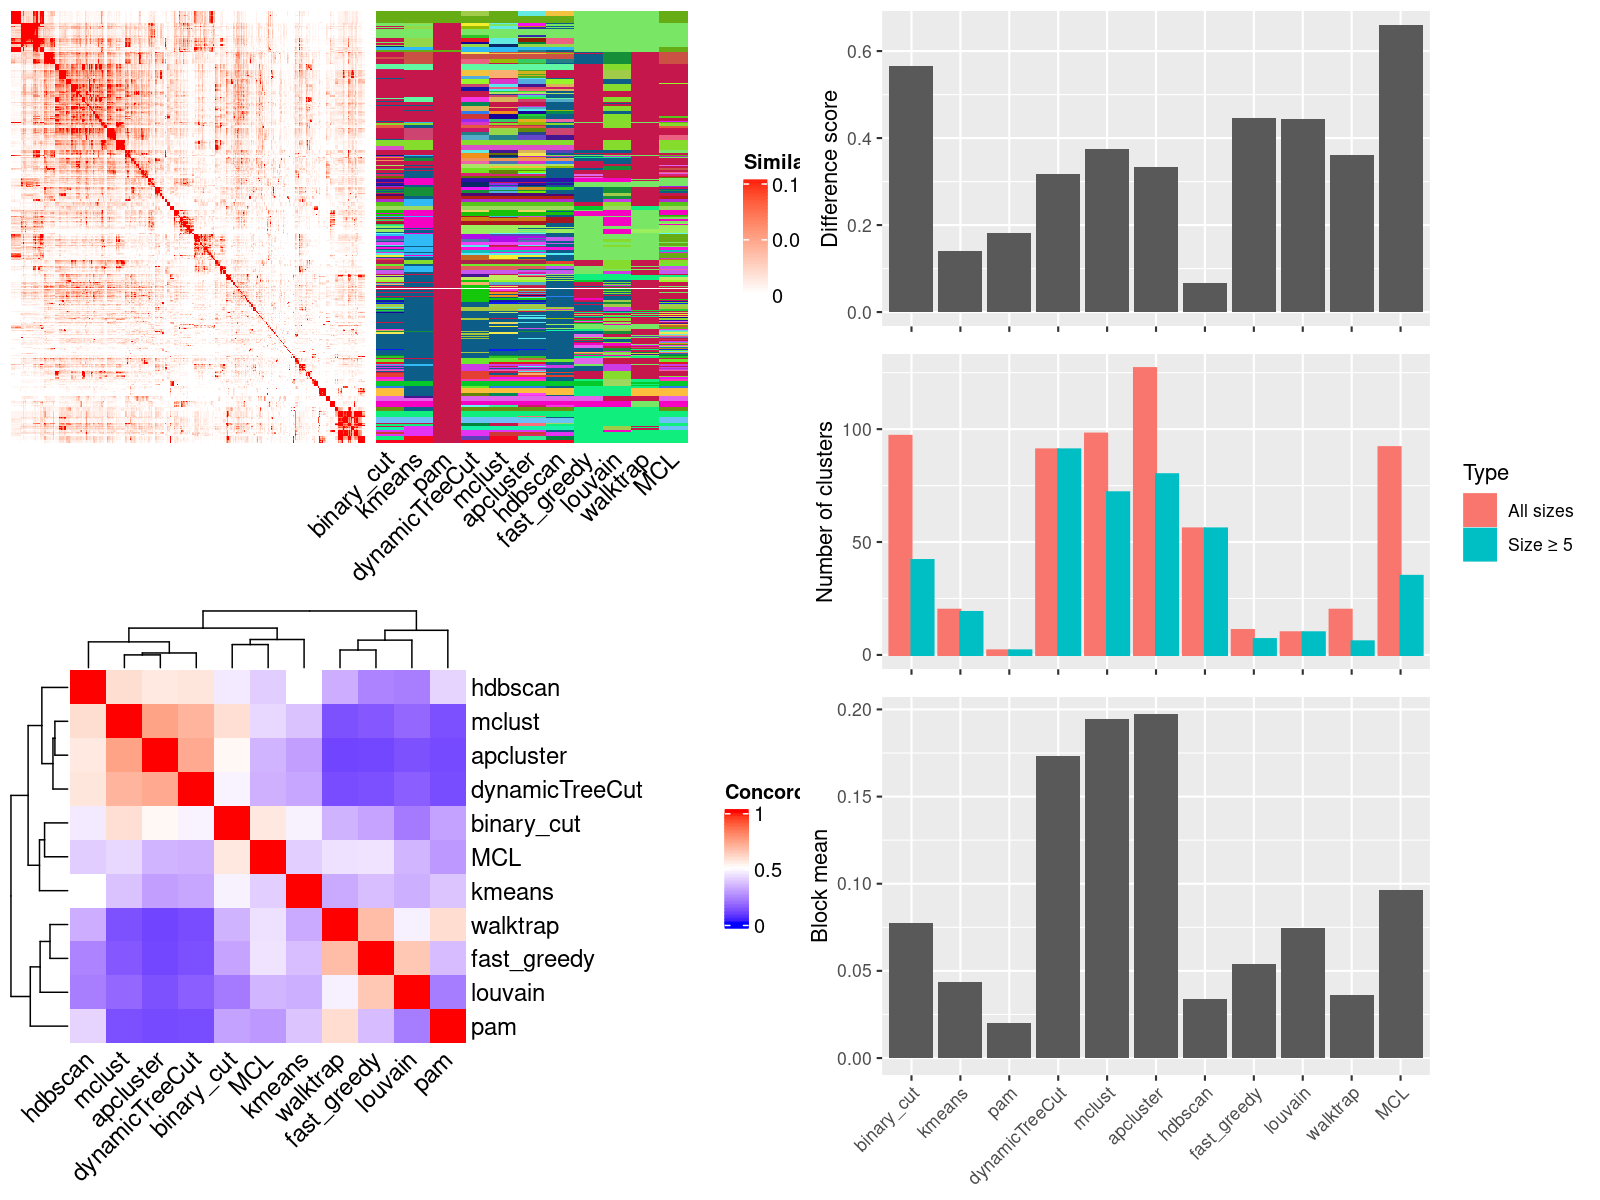 Simila
0.1
0.0
0
binary_cut
kmeans
pam
dynamicTreeCut
mclust
apcluster
hdbscan
fast_greedy
louvain
walktrap
MCL
hdbscan
mclust
apcluster
dynamicTreeCut
binary_cut
MCL
kmeans
walktrap
fast_greedy
louvain
pam
hdbscan
mclust
apcluster
dynamicTreeCut
binary_cut
MCL
kmeans
walktrap
fast_greedy
louvain
pam
Concord
1
0.5
0
Difference score
0.6
0.4
0.2
0.0
Number of clusters
100
50
0
Type
All sizes
Size ≥ 5
Block mean
0.20
0.15
0.10
0.05
0.00
binary_cut
kmeans
pam
dynamicTreeCut
mclust
apcluster
hdbscan
fast_greedy
louvain
walktrap
MCL